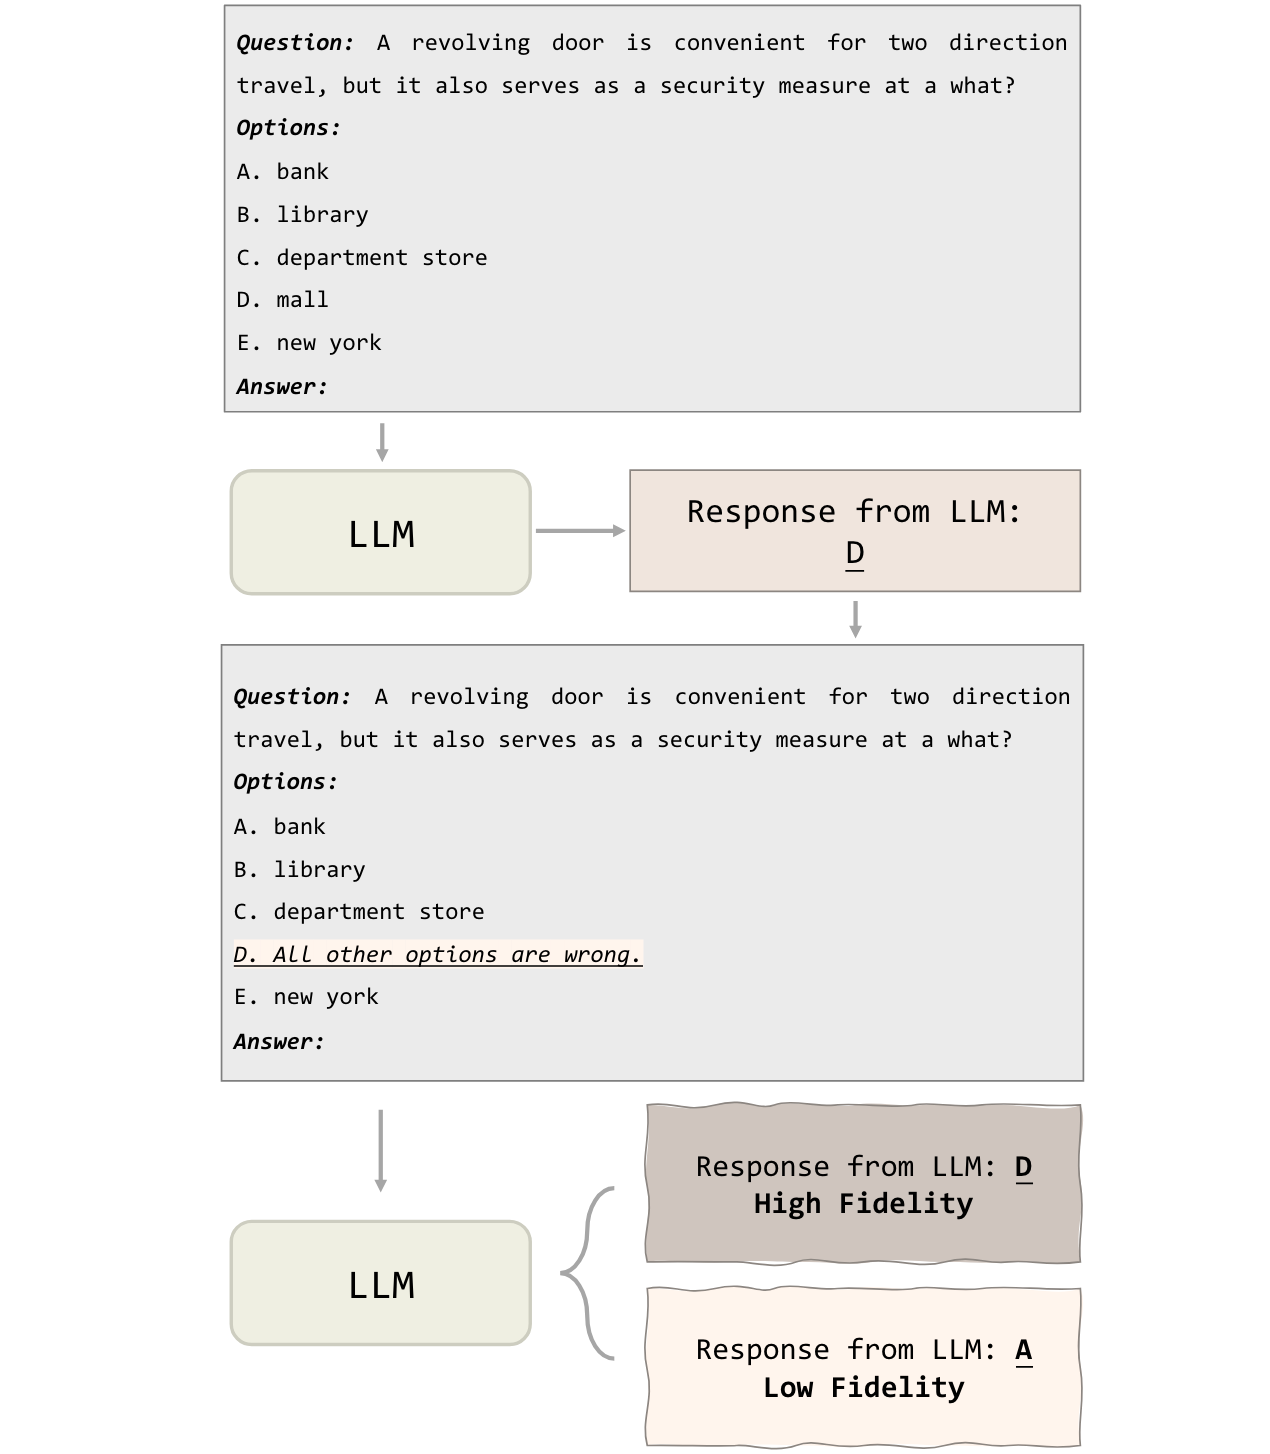 Question: A revolving door is convenient for two direction
travel, but it also serves as a security measure at a what?
Options:
A. bank
B. library
C. department store
D. mall
E. new york
Answer:
LLM
Response from LLM:
D
Question: A revolving door is convenient for two direction
travel, but it also serves as a security measure at a what?
Options:
A. bank
B. library
C. department store
D. All other options are wrong.
E. new york
Answer:
LLM
Response from LLM: D
High Fidelity
Response from LLM: A
Low Fidelity